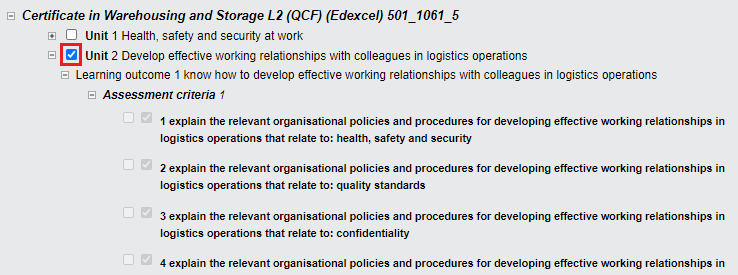 Certificate in Warehousing and Storage L2 (QCF) (Edexcel) 501_1061_5
Unit 1 Health, safety and security at work
Unit 2 Develop effective working relationships with colleagues in logistics operations
Learning outcome 1 know how to develop effective working relationships with colleagues in logistics operations
Assessment criteria 1
1 explain the relevant organisational policies and procedures for developing effective working relationships in
logistics operations that relate to: health, safety and security
2 explain the relevant organisational policies and procedures for developing effective working relationships in
logistics operations that relate to: quality standards
3 explain the relevant organisational policies and procedures for developing effective working relationships in
logistics operations that relate to: confidentiality
4 explain the relevant organisational policies and procedures for developing effective working relationships in